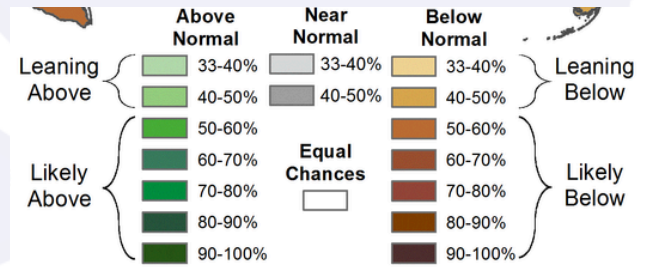 Above Normal
Near Normal
Below Normal
Leaning Above
33-40%
33-40%
33-40%
Leaning Below
40-50%
40-50%
40-50%
50-60%
50-60%
Likely Above
60-70%
Equal Chances
60-70%
Likely Below
70-80%
70-80%
80-90%
80-90%
90-100%
90-100%